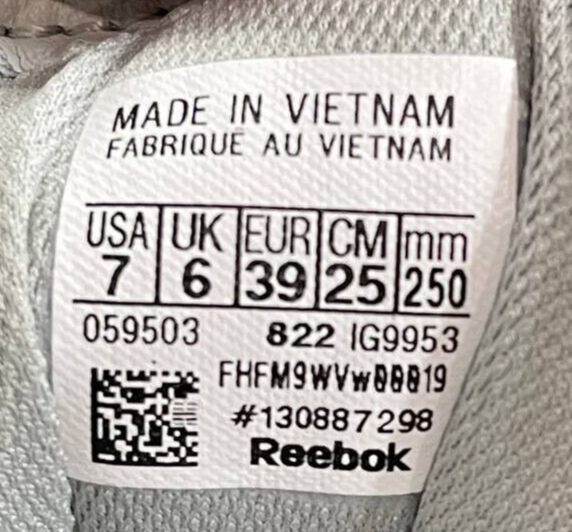 MADE IN VIETNAM
FABRIQUE AU VIETNAM
USA UK EUR CM mm
7 6 39 25 250
059503 822 IG9953
#130887298
Reebok